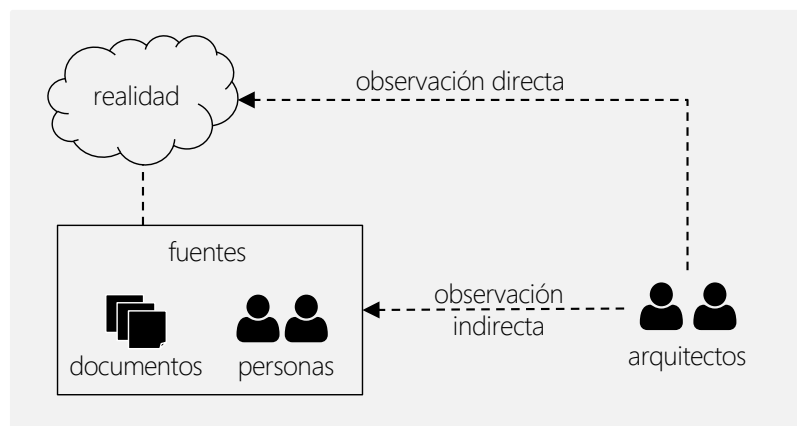 observación directa
realidad
fuentes
observación
indirecta
documentos
personas
arquitectos